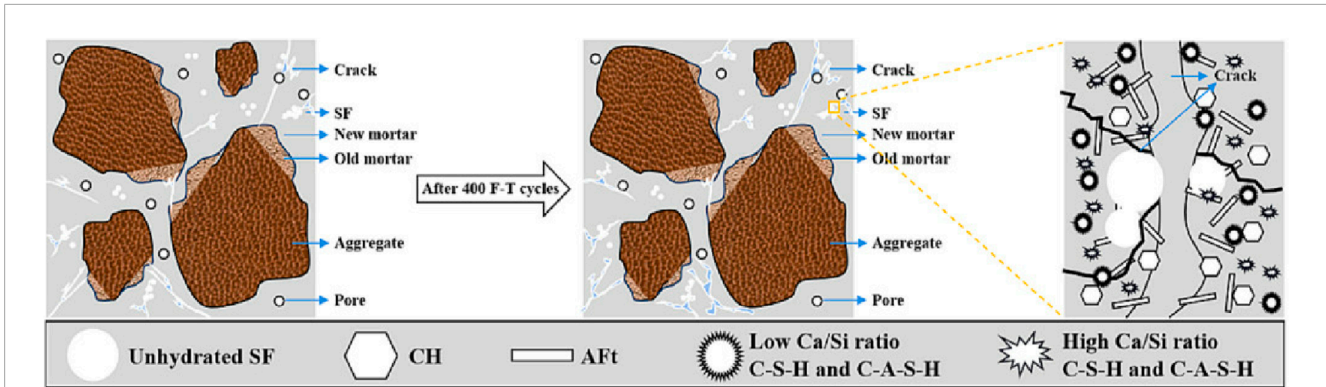 Crack
SF
New mortar
Old mortar
Aggregate
Pore
After 400 F-T cycles
Crack
SF
New mortar
Old mortar
Aggregate
Pore
Crack
Unhydrated SF
CH
AFt
Low Ca/Si ratio
C-S-H and C-A-S-H
High Ca/Si ratio
C-S-H and C-A-S-H